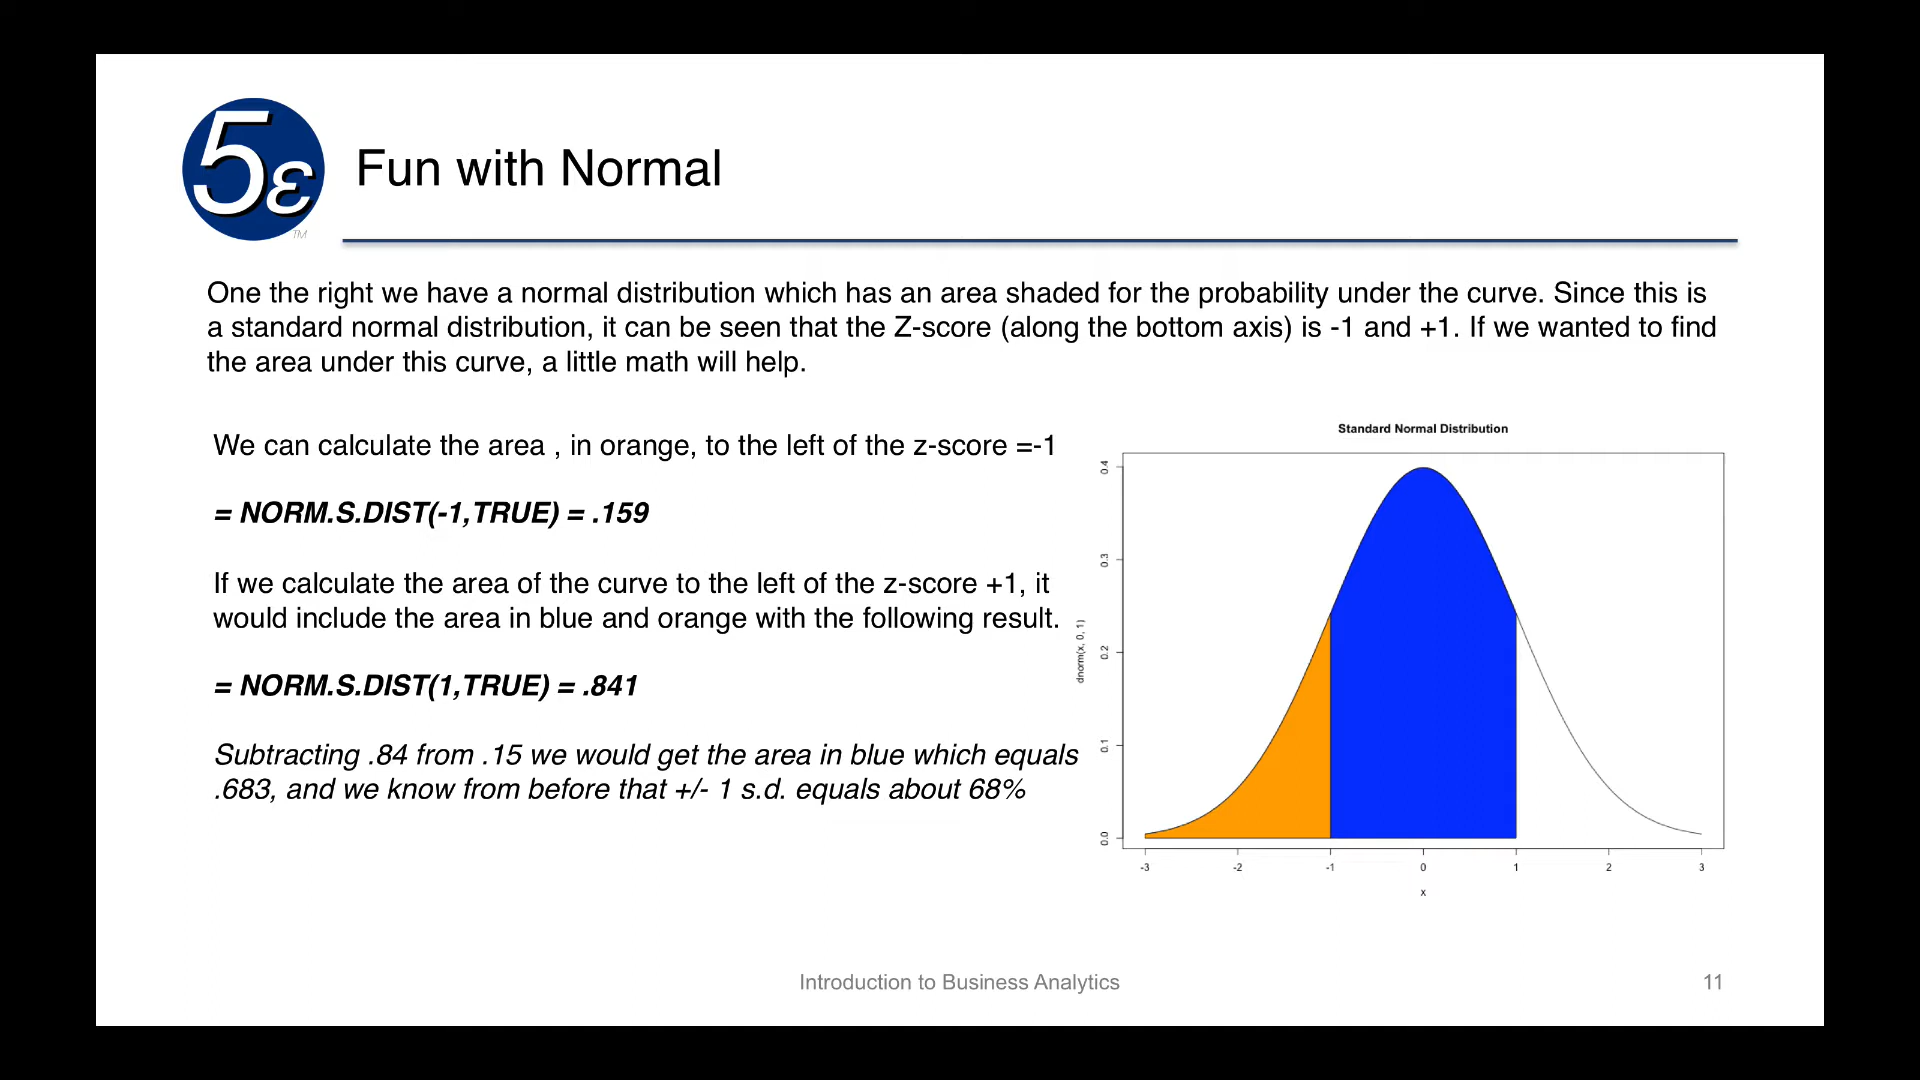 5ε
TM
Fun with Normal
One the right we have a normal distribution which has an area shaded for the probability under the curve. Since this is
a standard normal distribution, it can be seen that the Z-score (along the bottom axis) is -1 and +1. If we wanted to find
the area under this curve, a little math will help.
We can calculate the area , in orange, to the left of the z-score =-1
= NORM.S.DIST(-1,TRUE) = .159
If we calculate the area of the curve to the left of the z-score +1, it
would include the area in blue and orange with the following result.
= NORM.S.DIST(1,TRUE) = .841
Subtracting .84 from .15 we would get the area in blue which equals
.683, and we know from before that +/- 1 s.d. equals about 68%
Standard Normal Distribution
dnorm(x, 0, 1)
0.4
0.3
0.2
0.1
0.0
-3 -2 -1 0 1 2 3
x
Introduction to Business Analytics
11